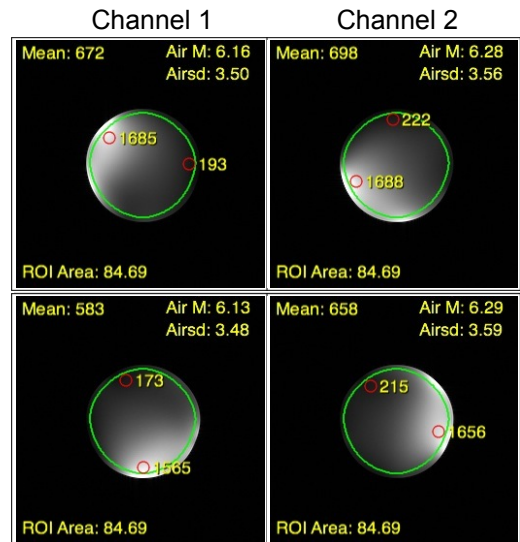 Channel 1
Channel 2
Mean: 672
Air M: 6.16
Airsd: 3.50
1685
193
ROI Area: 84.69
Mean: 698
Air M: 6.28
Airsd: 3.56
222
1688
ROI Area: 84.69
Mean: 583
Air M: 6.13
Airsd: 3.48
173
1565
ROI Area: 84.69
Mean: 658
Air M: 6.29
Airsd: 3.59
215
1656
ROI Area: 84.69